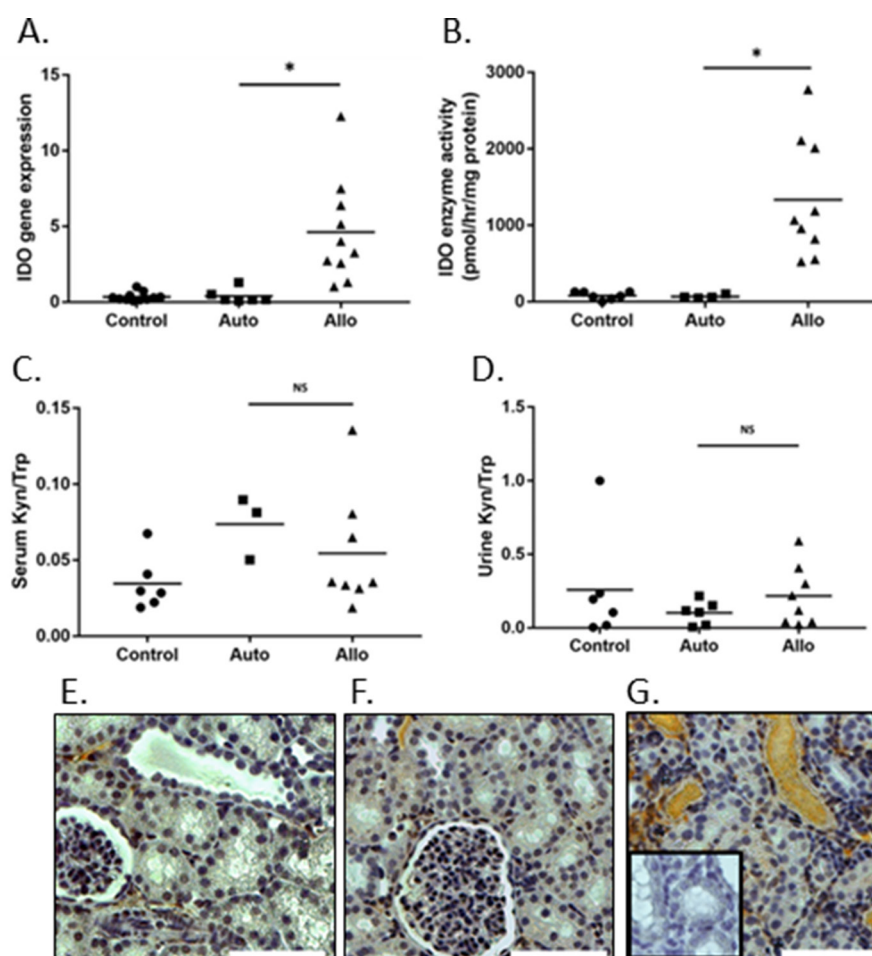 A.
*
IDO gene expression
15
10
5
0
Control Auto Allo
B.
*
IDO enzyme activity
(pmol/hr/mg protein)
3000
2000
1000
0
Control Auto Allo
C.
NS
Serum Kyn/Trp
0.15
0.10
0.05
0.00
Control Auto Allo
D.
NS
Urine Kyn/Trp
1.5
1.0
0.5
0.0
Control Auto Allo
E.
F.
G.